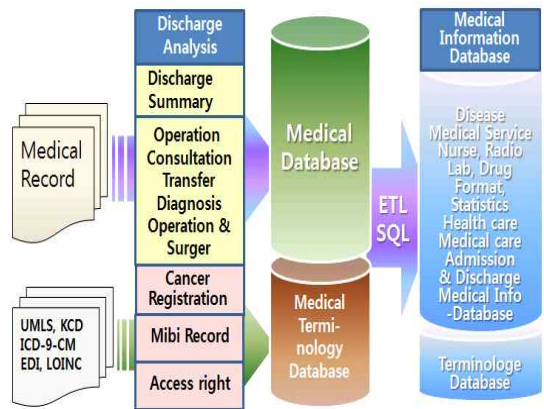 Medical
Record
UMLS, KCD
ICD-9-CM
EDI, LOINC
Discharge
Analysis
Discharge
Summary
Operation
Consultation
Transfer
Diagnosis
Operation &
Surger
Cancer
Registration
Mibi Record
Access right
Medical
Database
Medical
Termi-
nology
Database
ETL
SQL
Medical
Information
Database
Disease
Medical Service
Nurse, Radio
Lab, Drug
Format,
Statistics
Health care
Medical care
Admission
& Discharge
Medical Info
-Database
Terminologe
Database